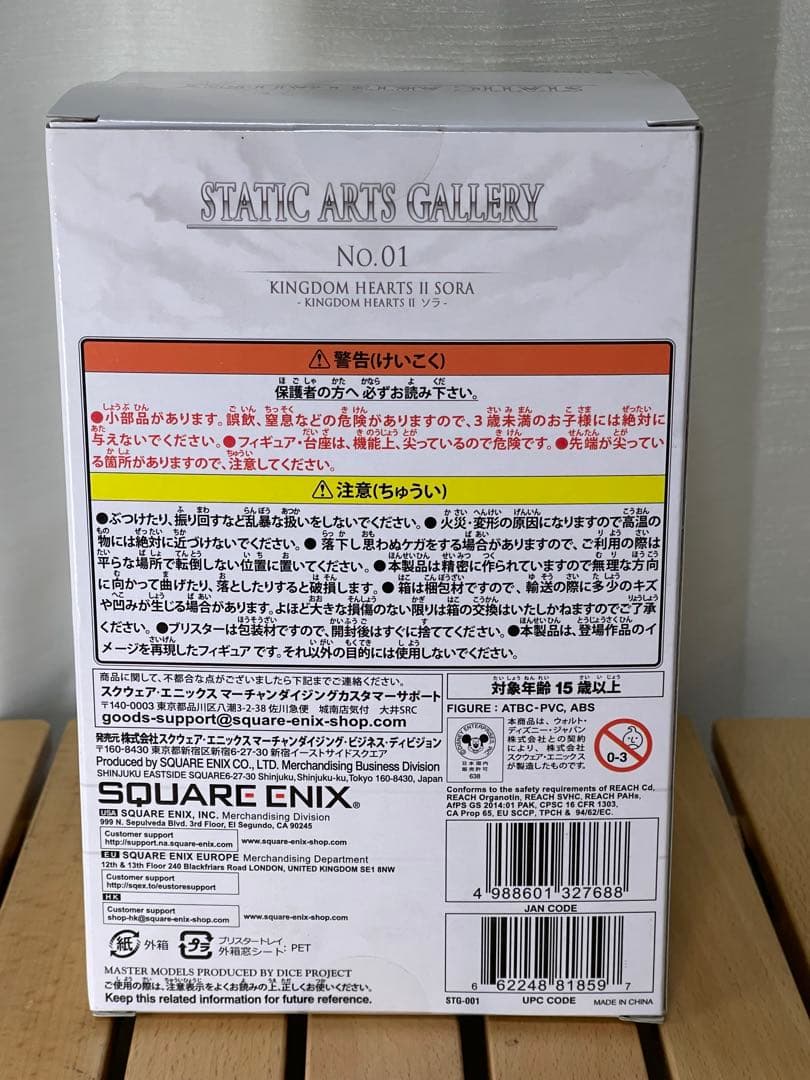 STATIC ARTS GALLERY
No.01
KINGDOM HEARTS II SORA
- KINGDOM HEARTS II ソラ -
⚠警告(けいこく)
保護者の方へ必ずお読み下さい。
●小部品があります。誤飲、窒息などの危険がありますので、3歳未満のお子様には絶対に
与えないでください。●フィギュア・台座は、機能上、尖っているので危険です。●先端が尖ってい
る箇所がありますので、注意してください。
⚠注意(ちゅうい)
●ぶつけたり、振り回すなど乱暴な扱いをしないでください。●火災・変形の原因になりますので高温の
物には絶対に近づけないでください。●落下し思わぬケガをする場合がありますので、ご利用の際は
平らな場所で転倒しない位置に置いてください。●本製品は精密に作られていますので無理な方向
に向かって曲げたり、落としたりすると破損します。●箱は梱包材ですので、輸送の際に多少のキズ
や凹みが生じる場合があります。よほど大きな損傷のない限りは箱の交換はいたしかねますのでご了承
ください。●ブリスターは包装材ですので、開封後はすぐに捨ててください。●本製品は、登場作品のイ
メージを再現したフィギュアです。それ以外の目的には使用しないでください。
商品に関して、不都合な点がございましたら下記までご連絡ください。
スクウェア・エニックス マーチャンダイジングカスタマーサポート
〒140-0003 東京都品川区八潮3-2-38 佐川急便 城南店気付 大井SRC
goods-support@square-enix-shop.com
対象年齢 15歳以上
FIGURE : ATBC-PVC, ABS
発売元 株式会社スクウェア・エニックス マーチャンダイジング・ビジネス・ディビジョン
〒160-8430 東京都新宿区新宿6-27-30 新宿イーストサイドスクエア
Produced by SQUARE ENIX CO., LTD. Merchandising Business Division
SHINJUKU EASTSIDE SQUARE6-27-30 Shinjuku,Shinjuku-ku,Tokyo 160-8430, Japan
日本国内
販売許可
638
本商品は、ウォルト・
ディズニー・ジャパン
株式会社との契約
により、株式会社
スクウェア・エニックス
が製造したものです。
0-3
SQUARE ENIX®
USA SQUARE ENIX, INC. Merchandising Division
999 N. Sepulveda Blvd. 3rd Floor, El Segundo, CA 90245
Customer support
http://support.na.square-enix.com
www.square-enix-shop.com
EU SQUARE ENIX EUROPE Merchandising Department
12th & 13th Floor 240 Blackfriars Road LONDON, UNITED KINGDOM SE1 8NW
Customer support
http://sqex.to/eustoresupport
HK
Customer support
shop-hk@square-enix-shop.com
www.square-enix-shop.com
Conforms to the safety requirements of REACH Cd,
REACH Organotin, REACH SVHC, REACH PAHs,
AfPS GS 2014:01 PAK, CPSC 16 CFR 1303,
CA Prop 65, EU SCCP, TPCH & 94/62/EC.
4 988601 327688
JAN CODE
6 62248 81859 7
STG-001 UPC CODE MADE IN CHINA
紙 外箱 プラ ブリスタートレイ、
外箱窓シート: PET
MASTER MODELS PRODUCED BY DICE PROJECT
ご使用の際は、注意表示をよくお読みの上、正しくお使いください。
Keep this related information for future reference.